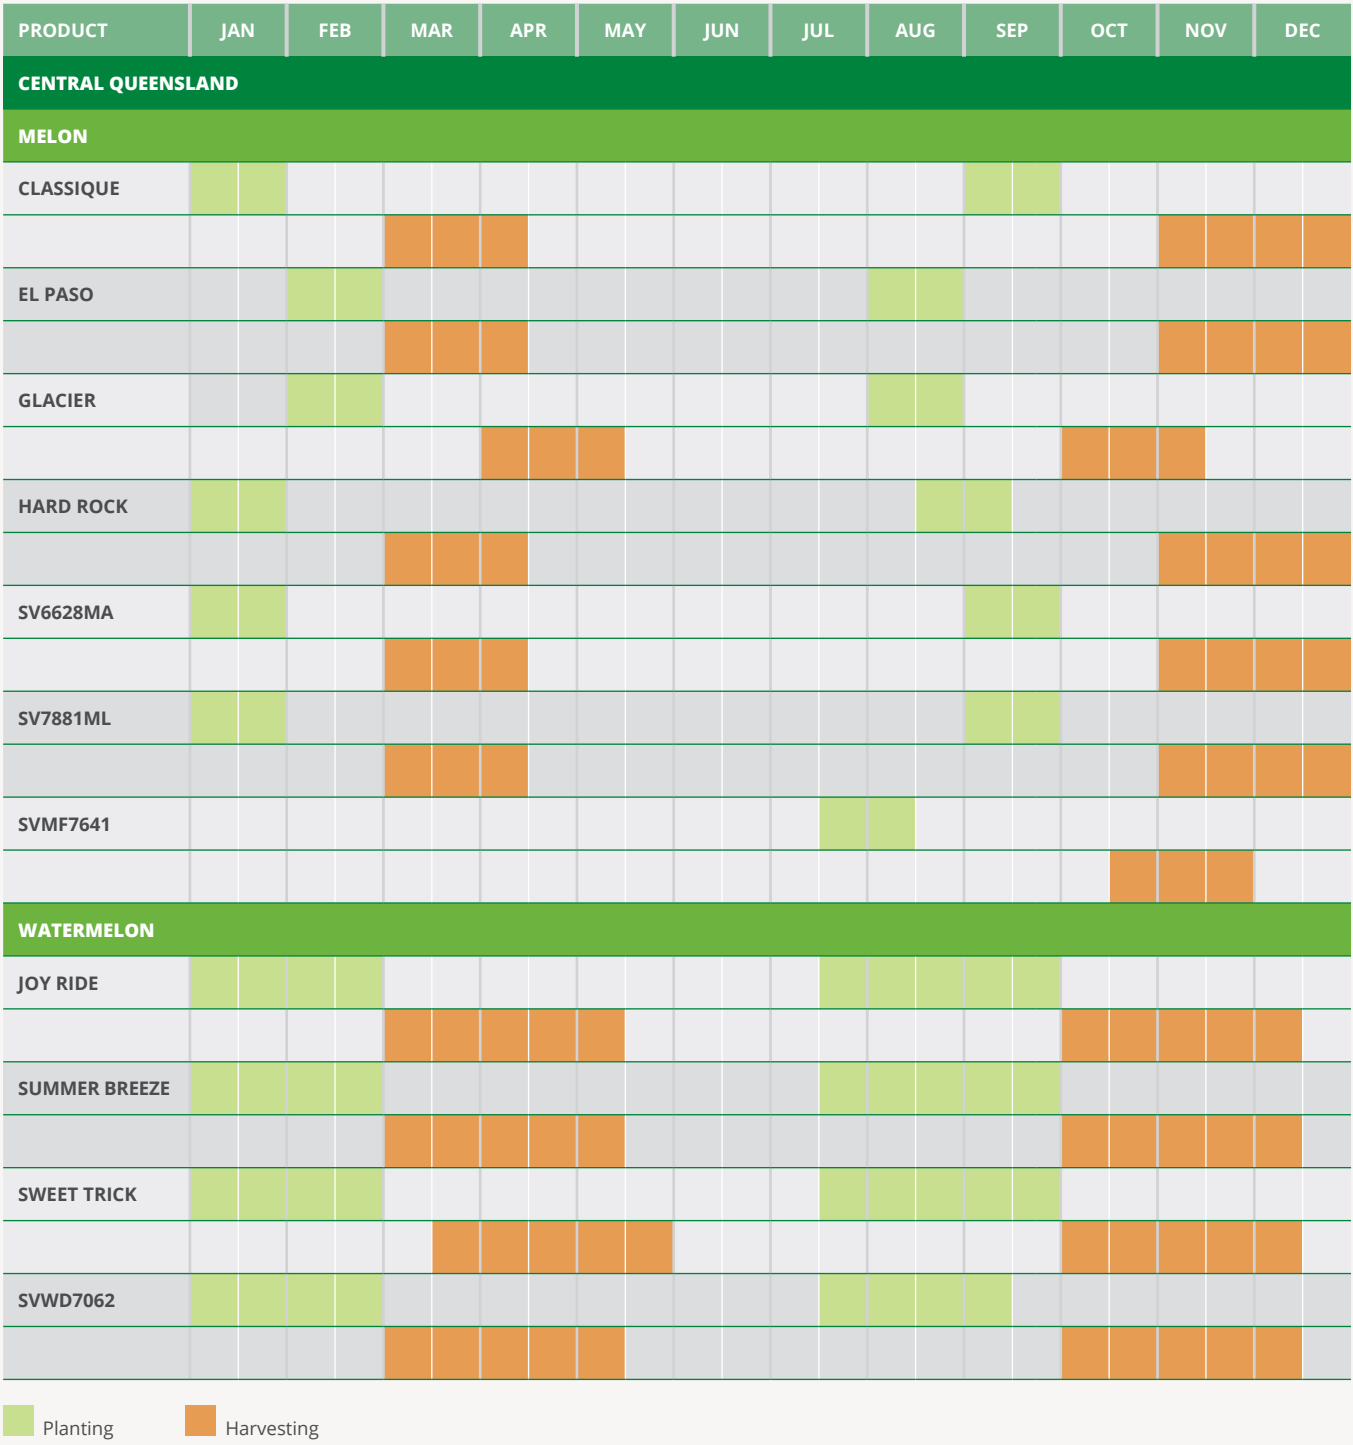 PRODUCT JAN FEB MAR APR MAY JUN JUL AUG SEP OCT NOV DEC
CENTRAL QUEENSLAND
MELON
CLASSIQUE
EL PASO
GLACIER
HARD ROCK
SV6628MA
SV7881ML
SVMF7641
WATERMELON
JOY RIDE
SUMMER BREEZE
SWEET TRICK
SVWD7062
Planting Harvesting